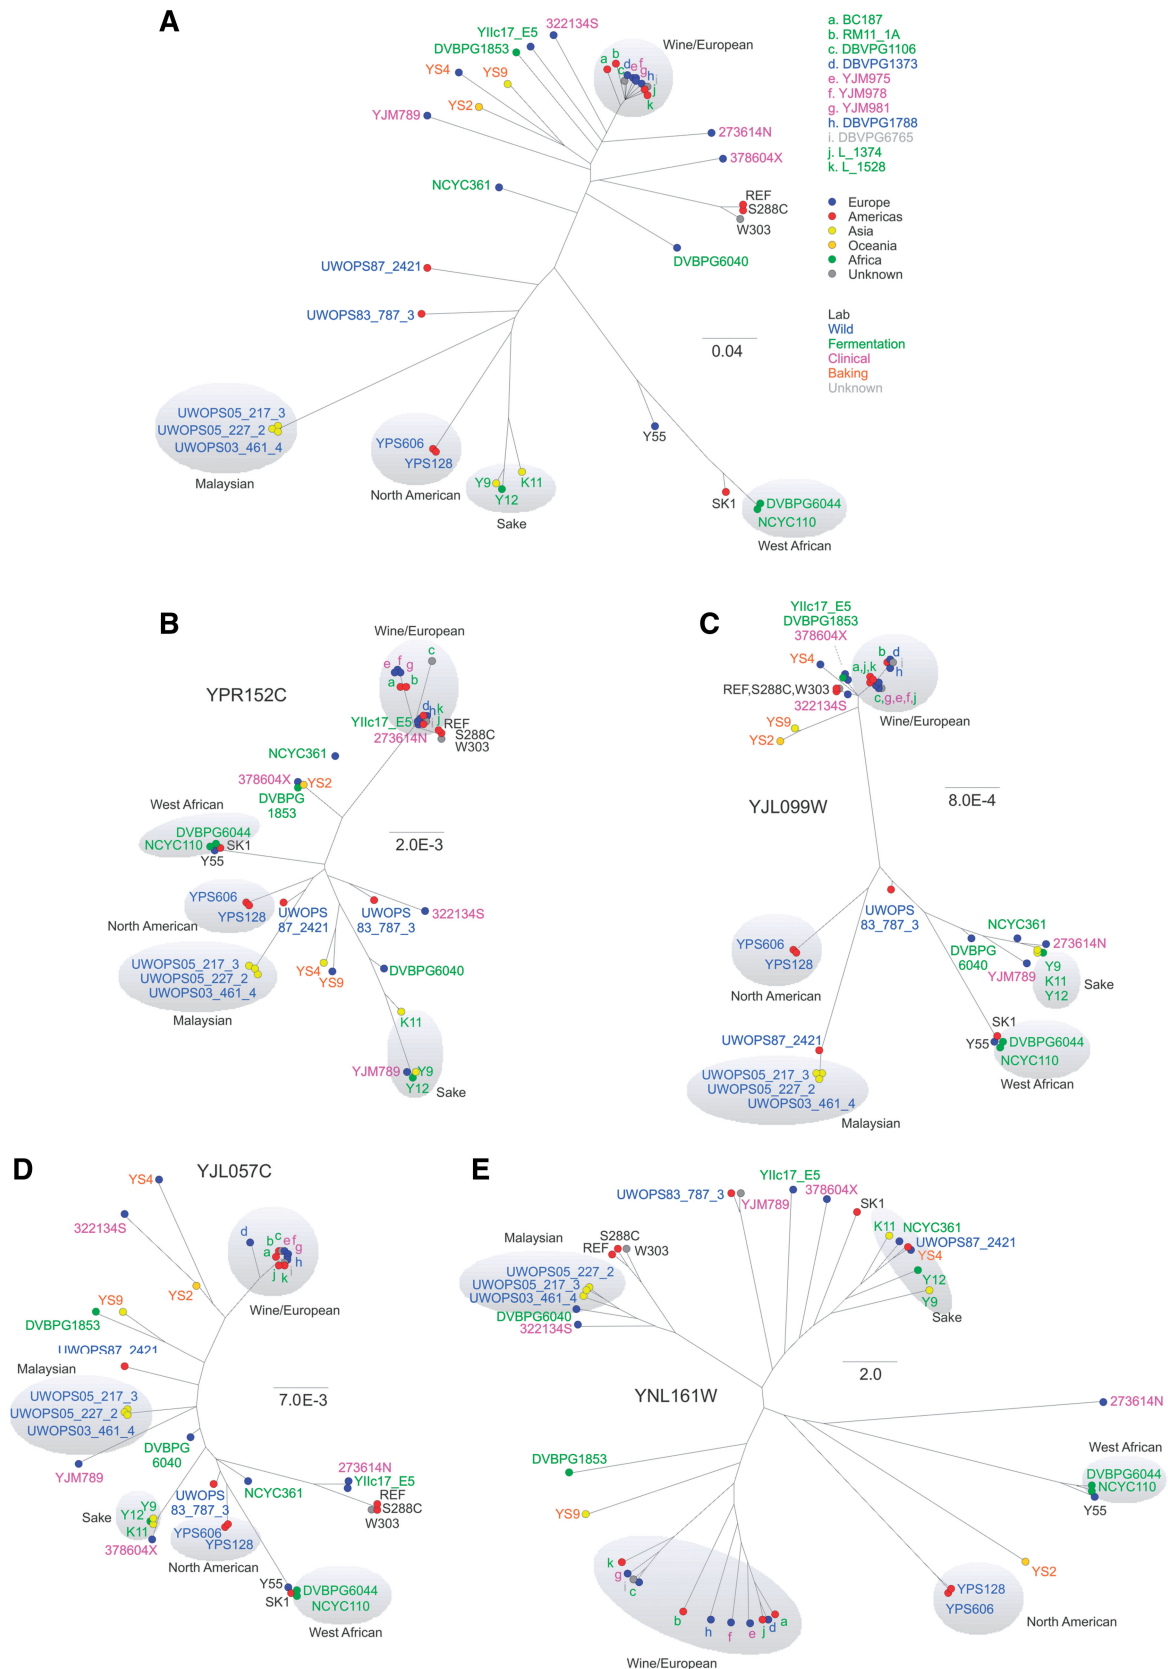 A
322134S
YIIc17_E5
DVBPG1853
YS4
YS9
YS2
YJM789
Wine/European
a
b
c
d
e
f
g
h
i
j
k
273614N
378604X
NCYC361
REF
S288C
W303
DVBPG6040
UWOPS87_2421
UWOPS83_787_3
0.04
UWOPS05_217_3
UWOPS05_227_2
UWOPS03_461_4
Malaysian
YPS606
YPS128
North American
Y9
K11
Y12
Sake
Y55
SK1
DVBPG6044
NCYC110
West African
a. BC187
b. RM11_1A
c. DBVPG1106
d. DBVPG1373
e. YJM975
f. YJM978
g. YJM981
h. DBVPG1788
i. DBVPG6765
j. L_1374
k. L_1528
Europe
Americas
Asia
Oceania
Africa
Unknown
Lab
Wild
Fermentation
Clinical
Baking
Unknown
B
YPR152C
Wine/European
c
e f g
a b
d
h k
i j
YIIc17_E5
273614N
REF
S288C
W303
NCYC361
378604X
YS2
DVBPG
1853
West African
DVBPG6044
NCYC110
SK1
Y55
2.0E-3
YPS606
YPS128
North American
UWOPS
87_2421
UWOPS
83_787_3
322134S
UWOPS05_217_3
UWOPS05_227_2
UWOPS03_461_4
Malaysian
YS4
YS9
DVBPG6040
K11
YJM789
Y9
Y12
Sake
C
YIIc17_E5
DVBPG1853
378604X
YS4
a,j,k
b
d
i
h
REF,S288C,W303
c,g,e,f,j
322134S
Wine/European
YS9
YS2
YJL099W
8.0E-4
UWOPS
83_787_3
YPS606
YPS128
North American
NCYC361
273614N
DVBPG
6040
YJM789
Y9
K11
Y12
Sake
SK1
Y55
DVBPG6044
NCYC110
West African
UWOPS87_2421
UWOPS05_217_3
UWOPS05_227_2
UWOPS03_461_4
Malaysian
D
YJL057C
YS4
322134S
d
b c e f
a g
h
j k
Wine/European
YS2
YS9
DVBPG1853
UWOPS87_2421
Malaysian
UWOPS05_217_3
UWOPS05_227_2
UWOPS03_461_4
7.0E-3
DVBPG
6040
YJM789
273614N
YIIc17_E5
NCYC361
REF
S288C
W303
UWOPS
83_787_3
Y9
Y12
K11
Sake
378604X
YPS606
YPS128
North American
Y55
SK1
DVBPG6044
NCYC110
West African
E
YIIc17_E5
UWOPS83_787_3
YJM789
378604X
SK1
K11
NCYC361
UWOPS87_2421
YS4
Y12
Y9
Sake
S288C
REF
W303
Malaysian
UWOPS05_227_2
UWOPS05_217_3
UWOPS03_461_4
DVBPG6040
322134S
2.0
YNL161W
273614N
West African
DVBPG6044
NCYC110
Y55
DVBPG1853
YS9
YS2
YPS128
YPS606
North American
k
g
i
c
b
h
f
e
j
d
a
Wine/European